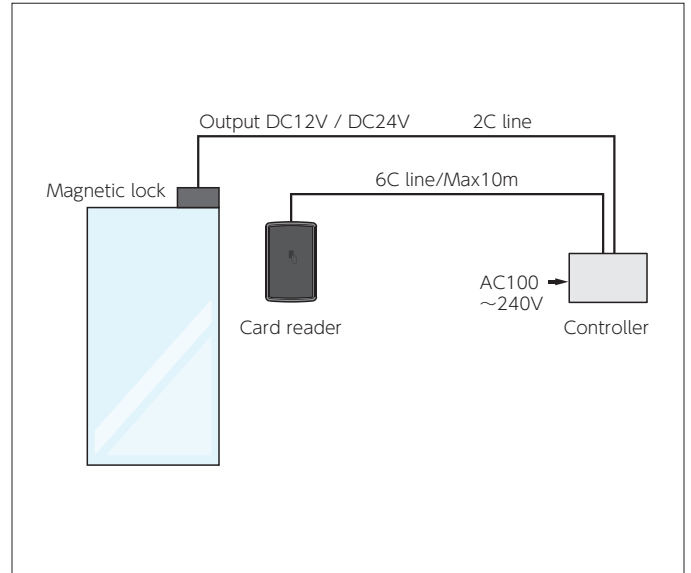 Output DC12V / DC24V 2C line
6C line/Max10m
Magnetic lock
AC100
～240V
Card reader
Controller